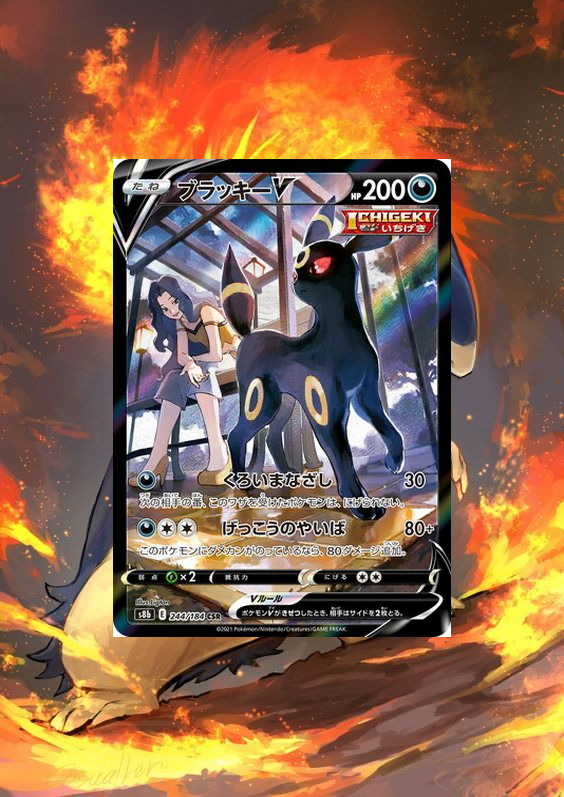 たね ブラッキーV HP 200
ICHIGEKI
いちげき
くろいまなざし 30
次の相手の番、このワザを受けたポケモンは、にげられない。
げっこうのやいば 80+
このポケモンにダメカンがのっているなら、80ダメージ追加。
弱点 ×2 抵抗力 にげる
Vルール
Illus.
ポケモンVがきぜつしたとき、相手はサイドを2枚とる。
s8b E 244/184 CSR
©2021 Pokémon/Nintendo/Creatures/GAME FREAK.